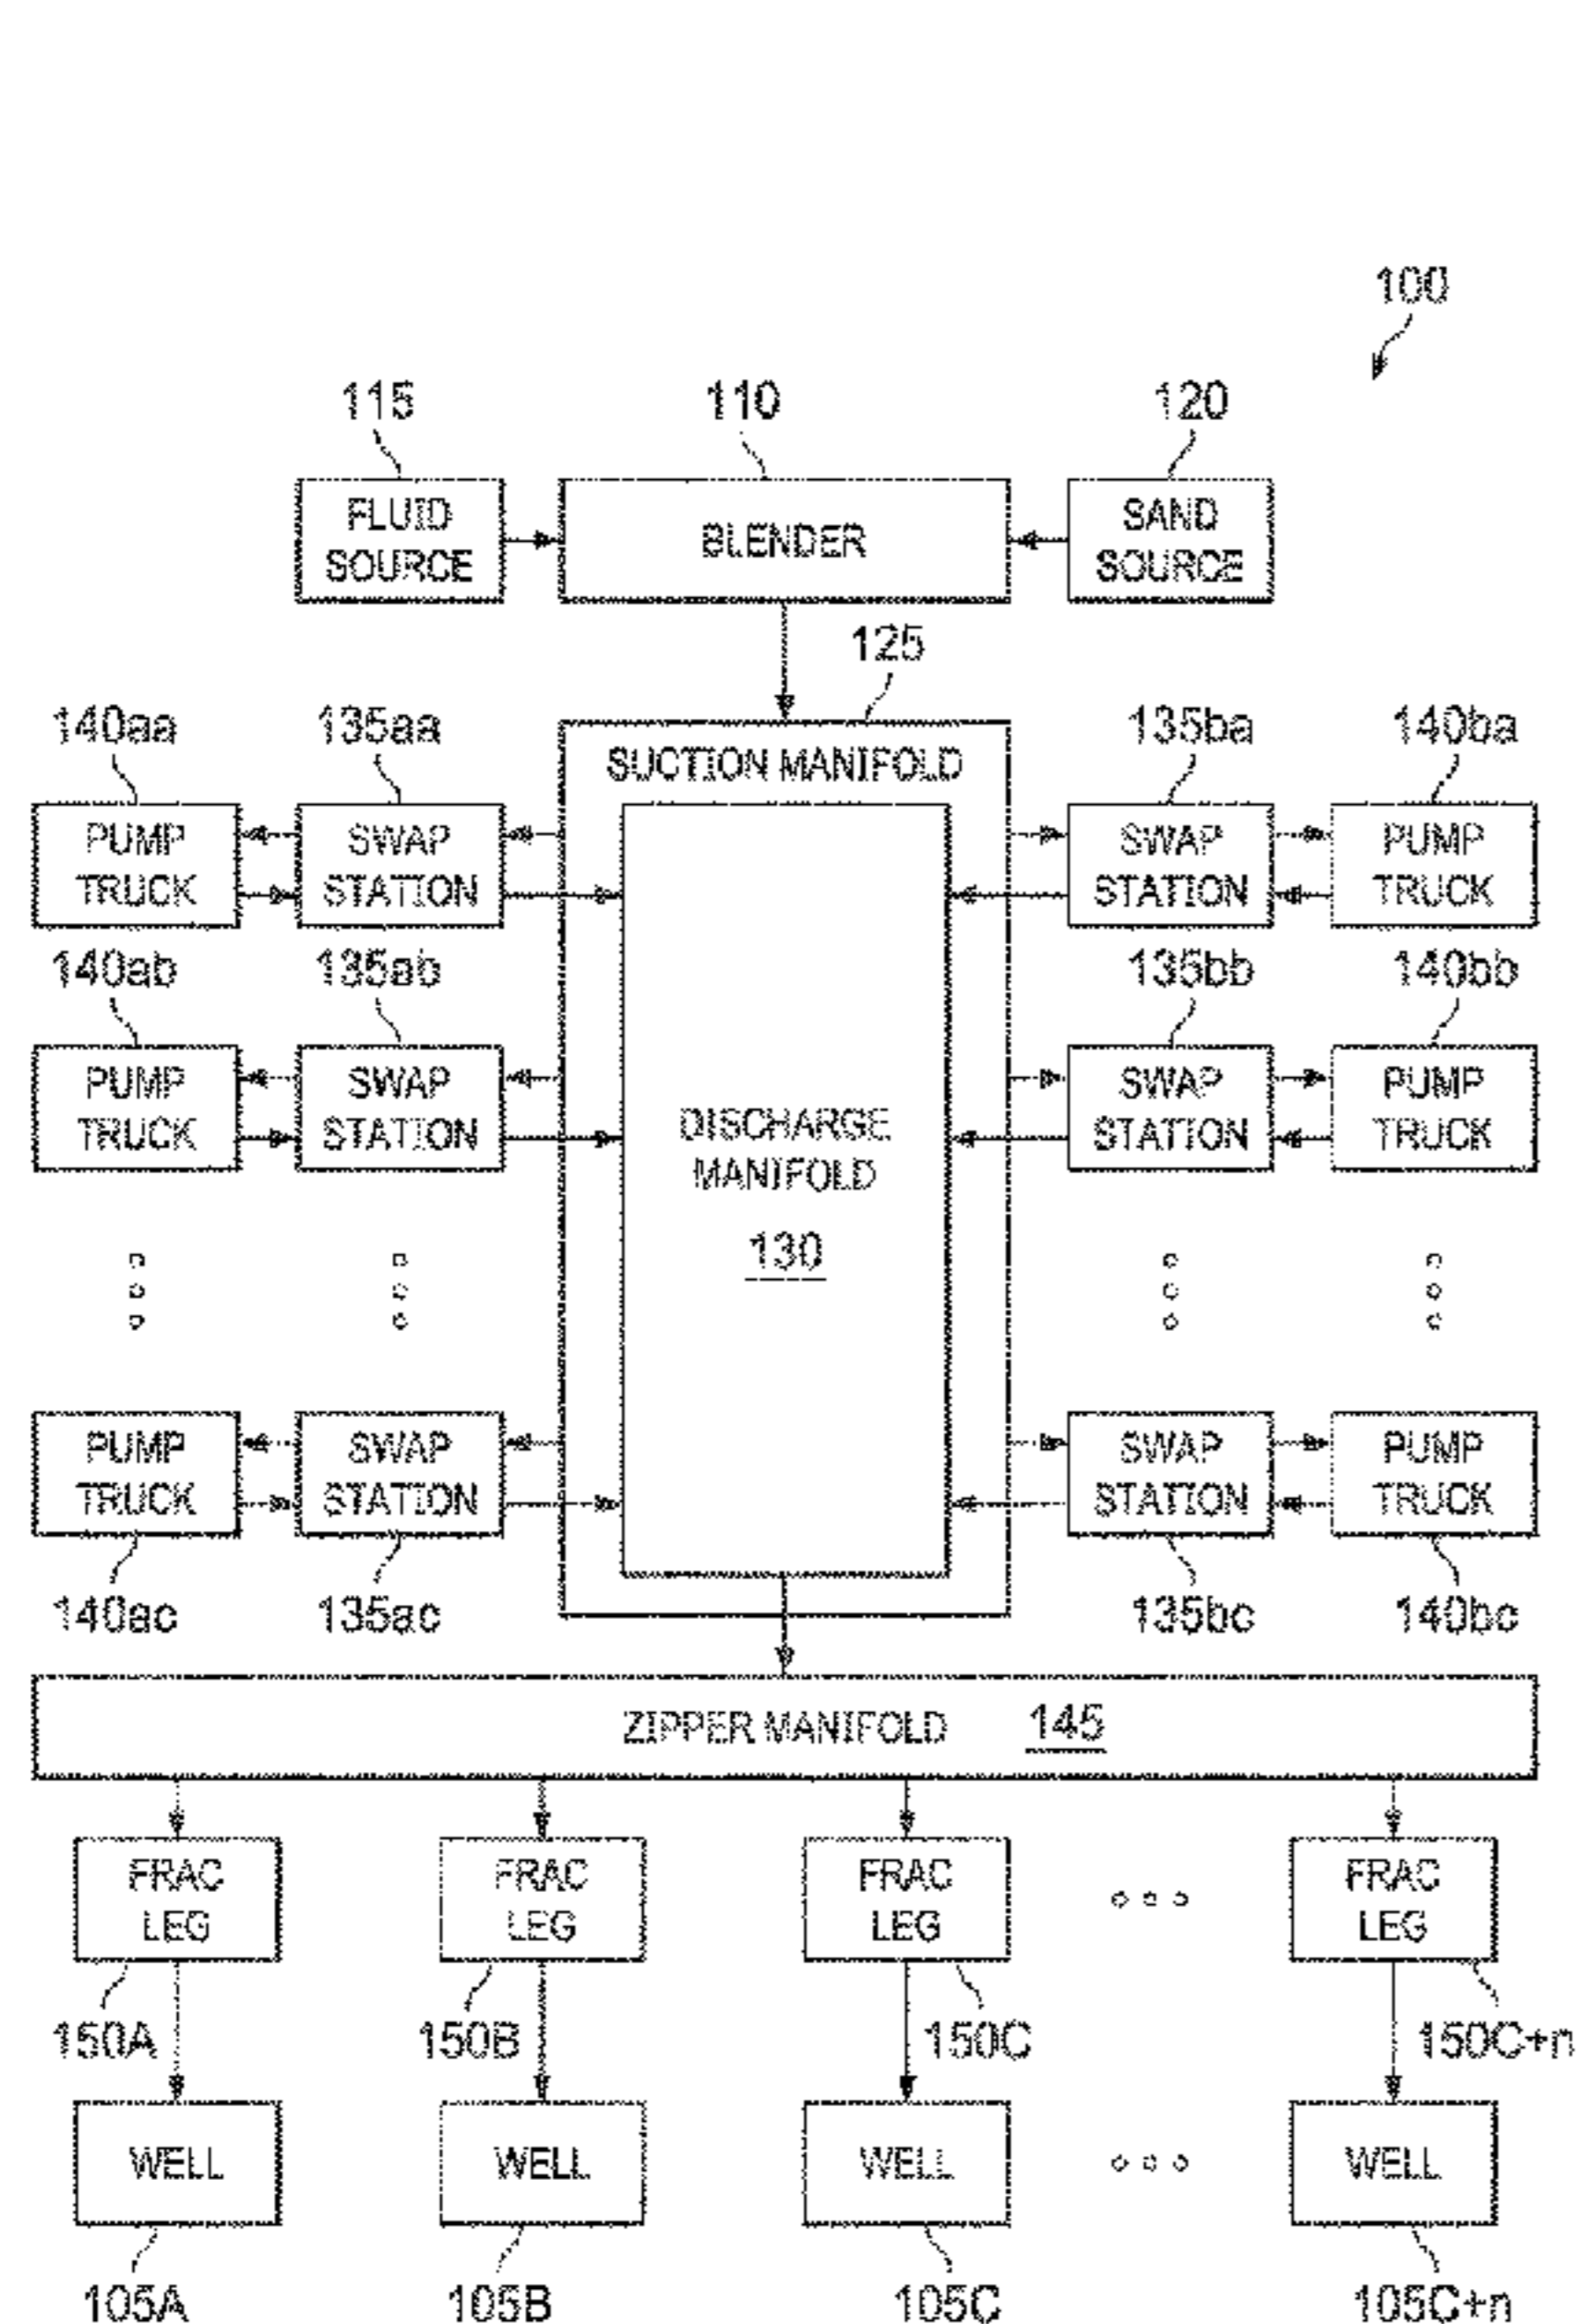 100
115 110 120
FLUID SOURCE
BLENDER
SAND SOURCE
125
140aa 135aa 135ba 140ba
SUCTION MANIFOLD
PUMP TRUCK
SWAP STATION
SWAP STATION
PUMP TRUCK
140ab 135ab 135bb 140bb
PUMP TRUCK
SWAP STATION
DISCHARGE MANIFOLD
130
SWAP STATION
PUMP TRUCK
PUMP TRUCK
SWAP STATION
SWAP STATION
PUMP TRUCK
140ac 135ac 135bc 140bc
ZIPPER MANIFOLD 145
FRAC LEG
FRAC LEG
FRAC LEG
FRAC LEG
150A 150B 150C 150C+n
WELL WELL WELL WELL
105A 105B 105C 105C+n